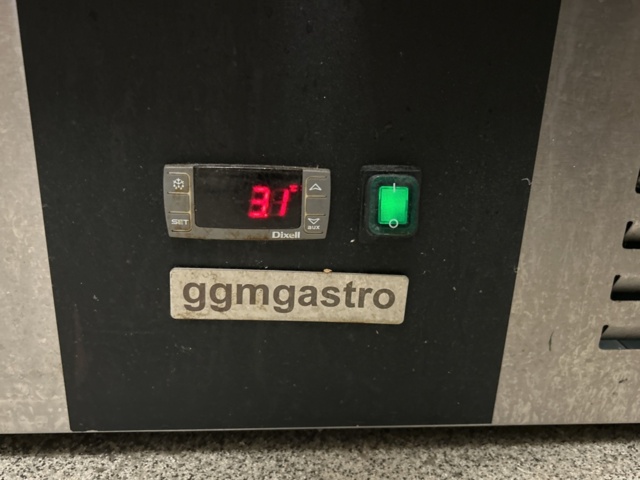 SET
3.1°
aux
Dixell
I
O
ggmgastro